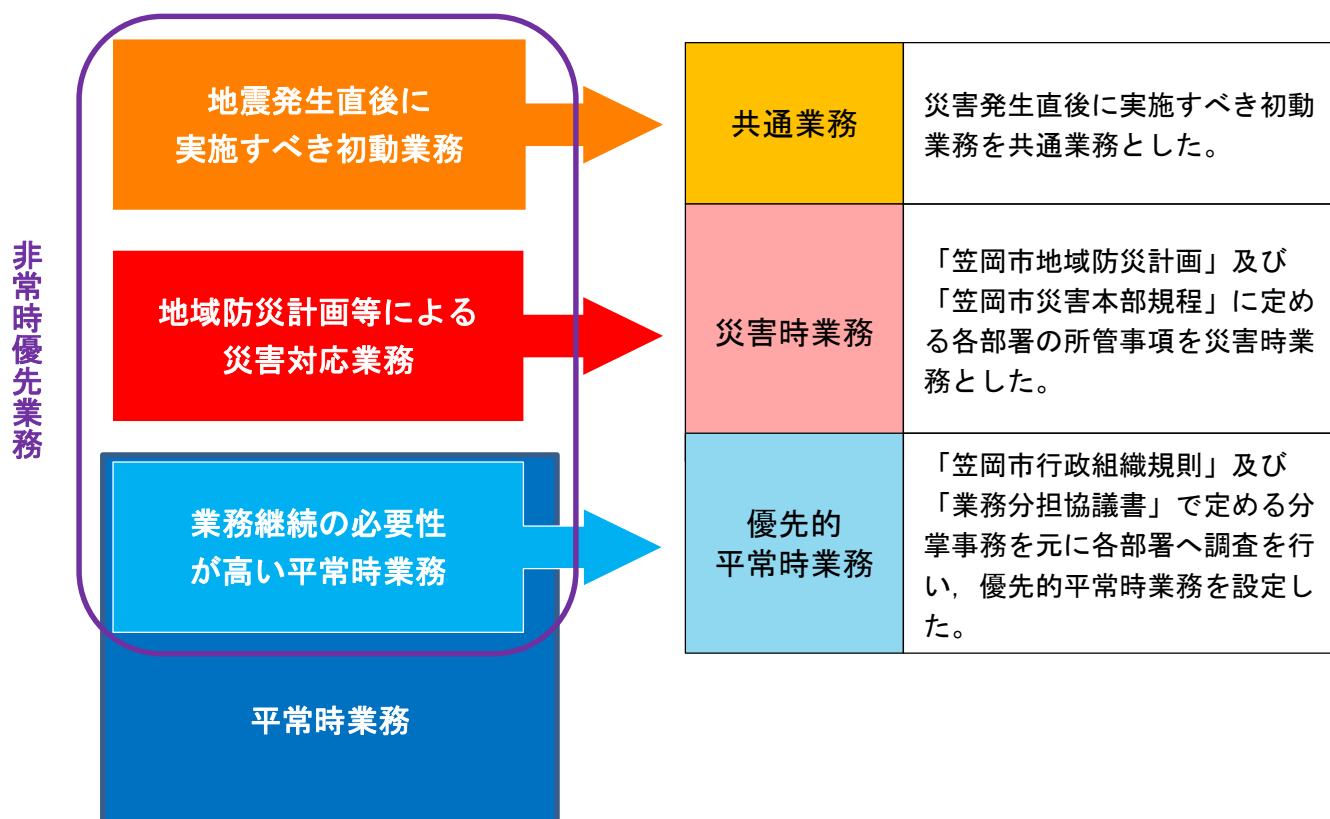 非常時優先業務
地震発生直後に
実施すべき初動業務
共通業務
災害発生直後に実施すべき初動
業務を共通業務とした。
地域防災計画等による
災害対応業務
災害時業務
「笠岡市地域防災計画」及び
「笠岡市災害本部規程」に定め
る各部署の所管事項を災害時業
務とした。
業務継続の必要性
が高い平常時業務
優先的
平常時業務
「笠岡市行政組織規則」及び
「業務分担協議書」で定める分
掌事務を元に各部署へ調査を行
い，優先的平常時業務を設定し
た。
平常時業務